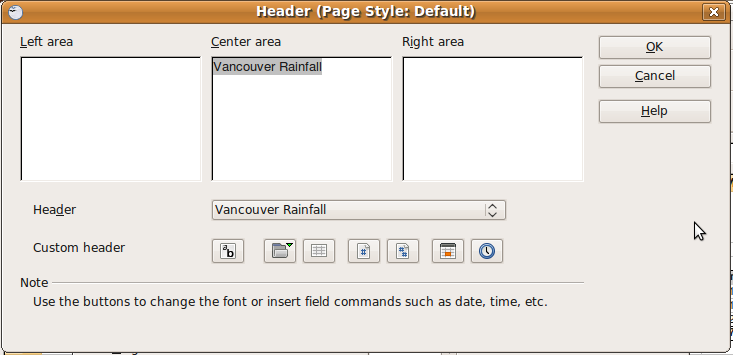 Header (Page Style: Default)
Left area Center area Right area
OK
Vancouver Rainfall
Cancel
Help
Header Vancouver Rainfall
Custom header ab # # #
Note
Use the buttons to change the font or insert field commands such as date, time, etc.